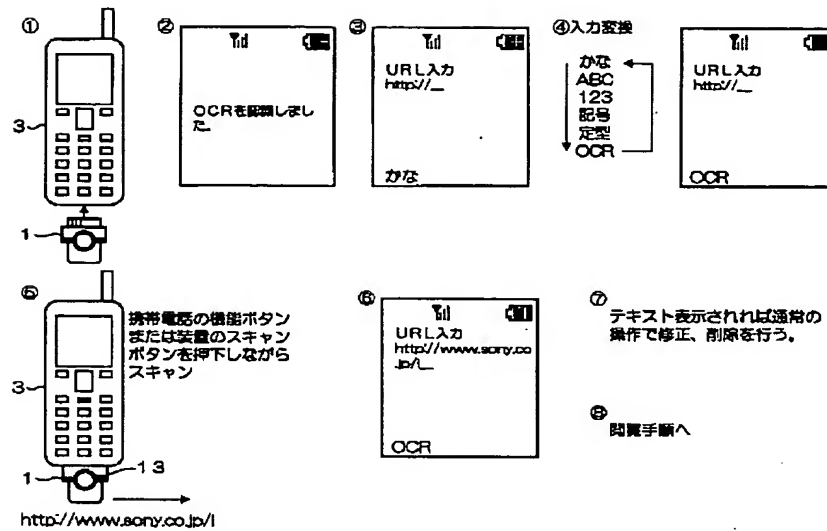 ①
3
1
②
OCRを認識しまし
た
③
URL入力
http://_
かな
④入力変換
かな
ABC
123
記号
定型
OCR
URL入力
http://_
OCR
⑤
3
1
13
携帯電話の機能ボタン
または装置のスキャン
ボタンを押下しながら
スキャン
http://www.sony.co.jp/i
⑥
URL入力
http://www.sony.co
.jp/i_
OCR
⑦
テキスト表示されれば通常の
操作で修正、削除を行う。
⑧
閲覧手順へ